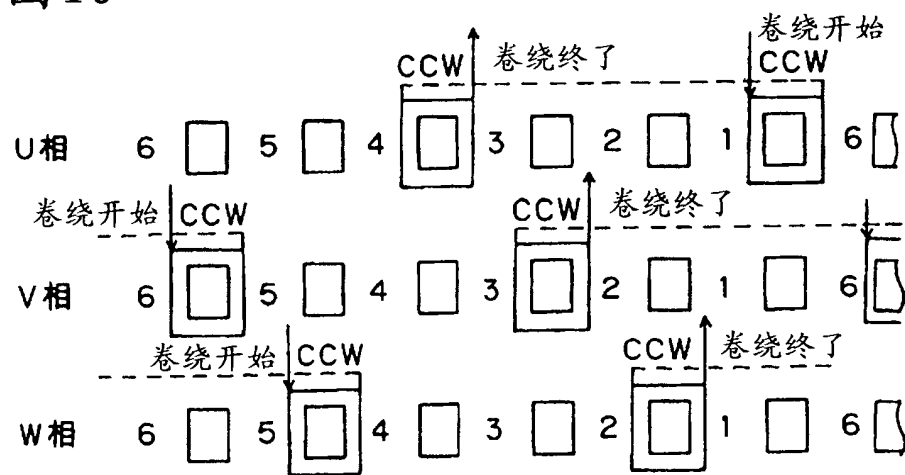 卷绕开始
CCW 卷绕终了 CCW
U相 6 5 4 3 2 1 6
卷绕开始 CCW CCW 卷绕终了
V相 6 5 4 3 2 1 6
卷绕开始 CCW CCW 卷绕终了
W相 6 5 4 3 2 1 6